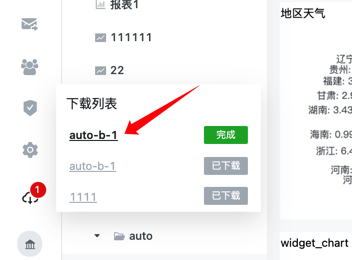 报表1
111111
22
下载列表
auto-b-1
完成
auto-b-1
已下载
1111
已下载
1
auto
地区天气
辽宁
贵州:
福建: 3
甘肃: 2.9
湖南: 3.43
海南: 0.99
浙江: 6.4
河南:
河
widget_chart